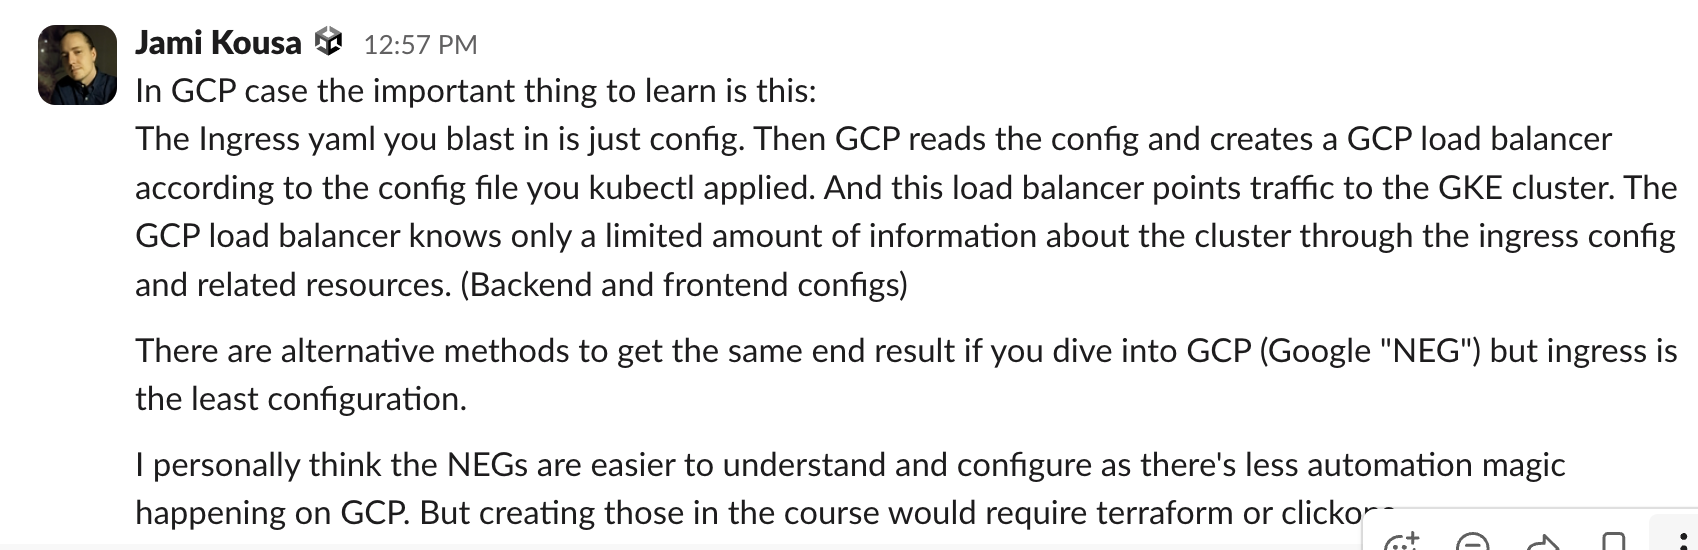 Jami Kousa 12:57 PM
In GCP case the important thing to learn is this:
The Ingress yaml you blast in is just config. Then GCP reads the config and creates a GCP load balancer
according to the config file you kubectl applied. And this load balancer points traffic to the GKE cluster. The
GCP load balancer knows only a limited amount of information about the cluster through the ingress config
and related resources. (Backend and frontend configs)
There are alternative methods to get the same end result if you dive into GCP (Google "NEG") but ingress is
the least configuration.
I personally think the NEGs are easier to understand and configure as there's less automation magic
happening on GCP. But creating those in the course would require terraform or